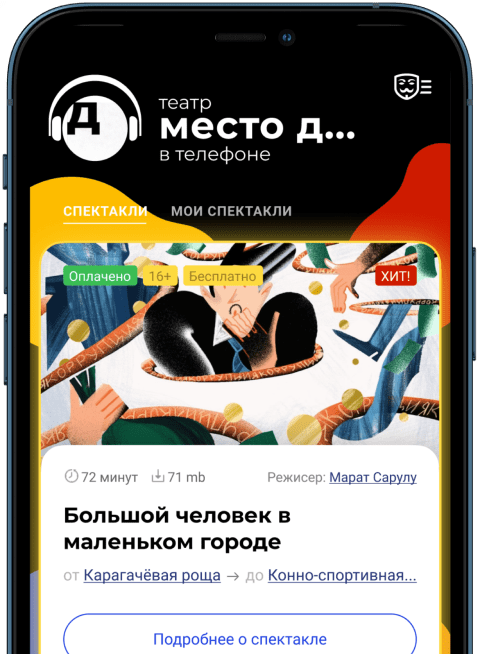 Д
театр
место д...
в телефоне
СПЕКТАКЛИ МОИ СПЕКТАКЛИ
Оплачено 16+ Бесплатно ХИТ!
72 минут 71 mb Режисер: Марат Сарулу
Большой человек в
маленьком городе
от Карагачёвая роща → до Конно-спортивная...
Подробнее о спектакле